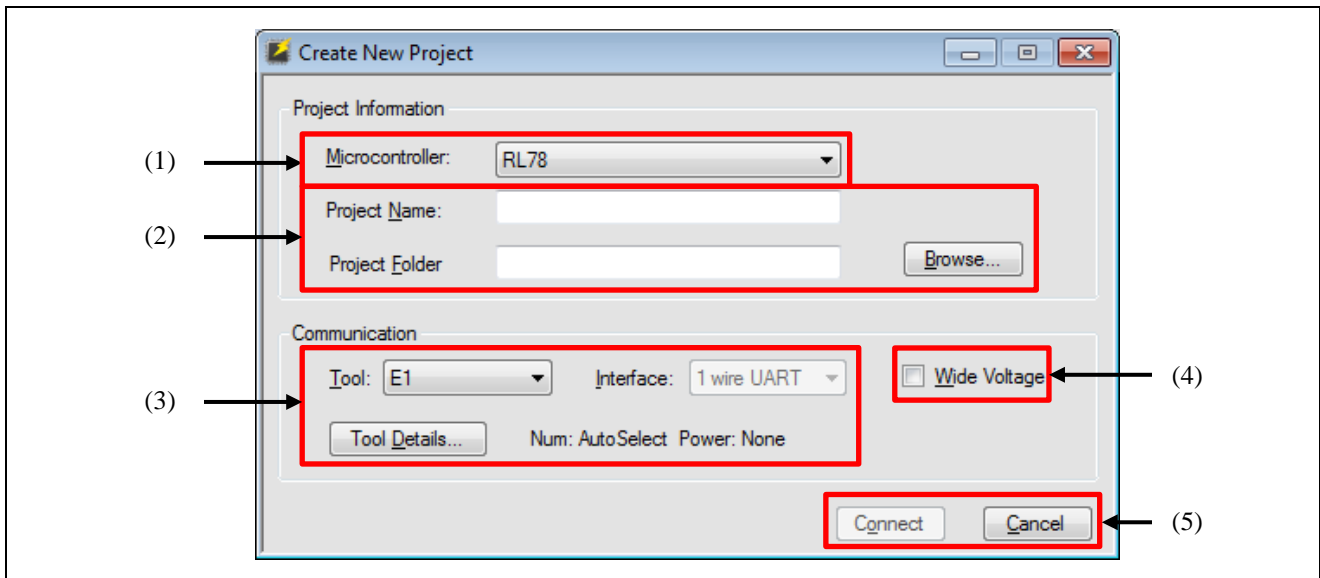 Create New Project
Project Information
(1)
Microcontroller:
RL78
(2)
Project Name:
Project Folder
Browse...
Communication
(3)
Tool:
E1
Interface:
1 wire UART
Wide Voltage
(4)
Tool Details...
Num: AutoSelect Power: None
Connect
Cancel
(5)